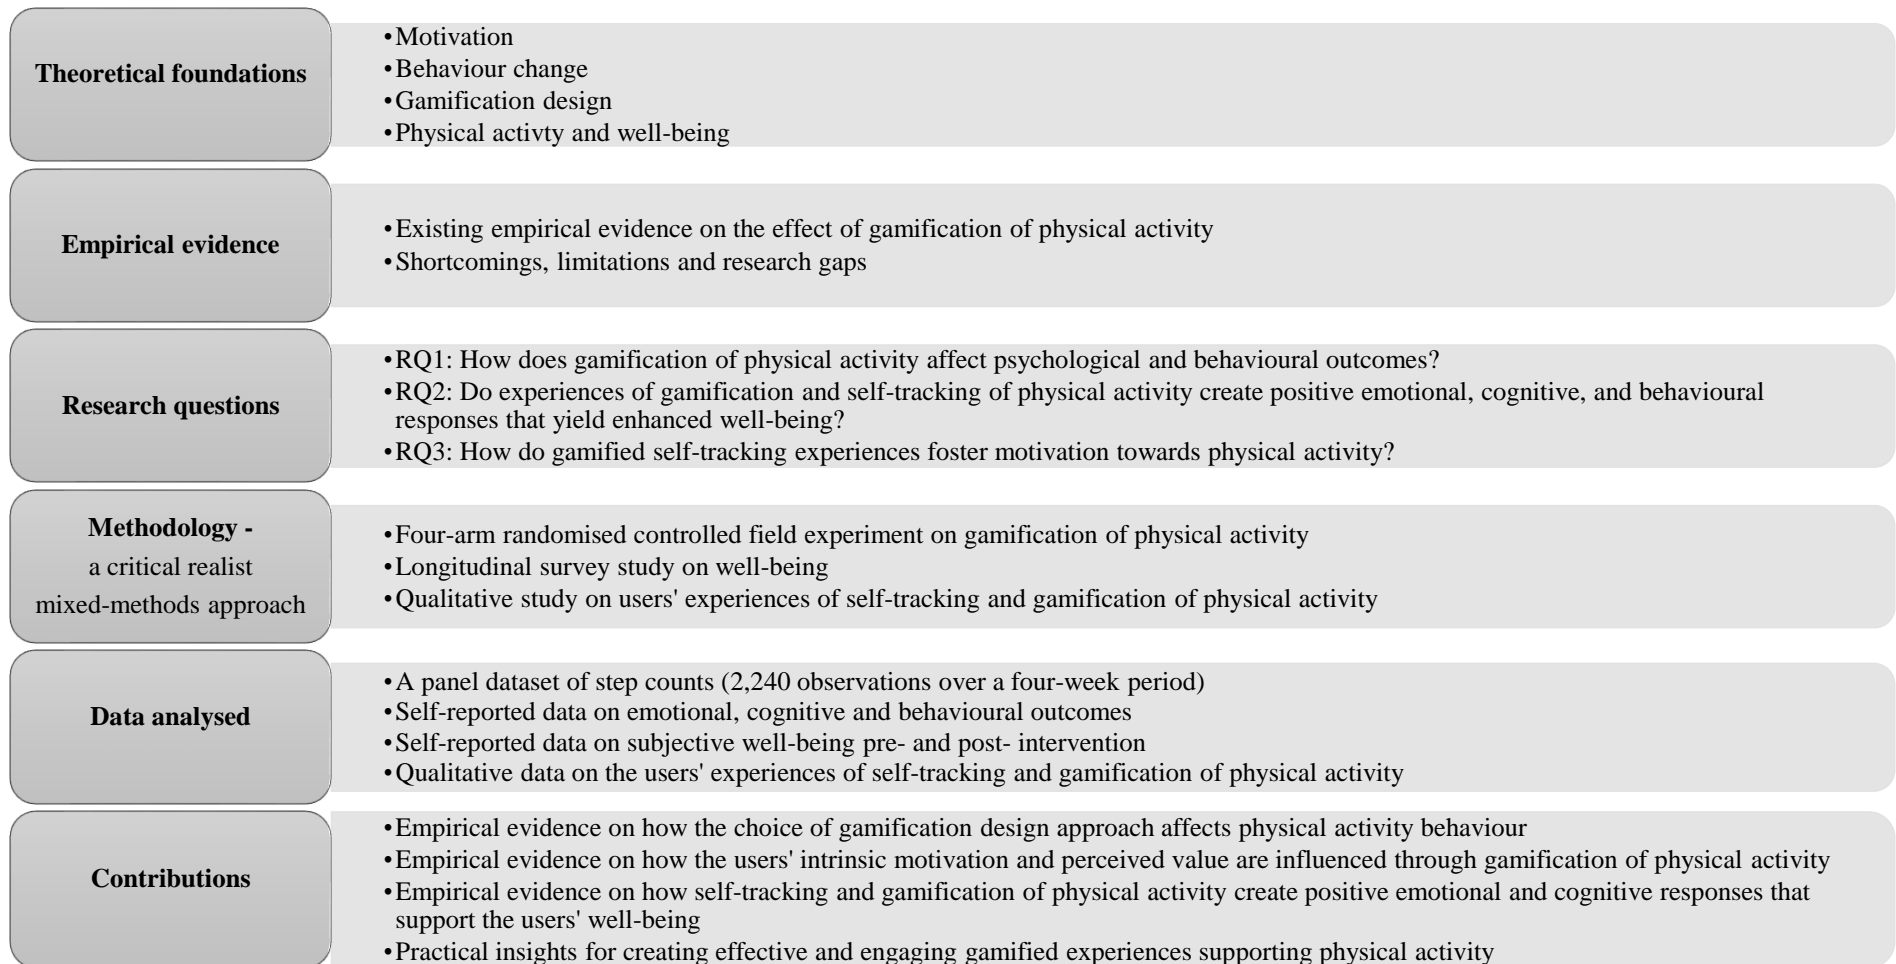 Theoretical foundations
•Motivation
•Behaviour change
•Gamification design
•Physical activty and well-being
Empirical evidence
•Existing empirical evidence on the effect of gamification of physical activity
•Shortcomings, limitations and research gaps
Research questions
•RQ1: How does gamification of physical activity affect psychological and behavioural outcomes?
•RQ2: Do experiences of gamification and self-tracking of physical activity create positive emotional, cognitive, and behavioural
responses that yield enhanced well-being?
•RQ3: How do gamified self-tracking experiences foster motivation towards physical activity?
Methodology -
a critical realist
mixed-methods approach
•Four-arm randomised controlled field experiment on gamification of physical activity
•Longitudinal survey study on well-being
•Qualitative study on users' experiences of self-tracking and gamification of physical activity
Data analysed
•A panel dataset of step counts (2,240 observations over a four-week period)
•Self-reported data on emotional, cognitive and behavioural outcomes
•Self-reported data on subjective well-being pre- and post- intervention
•Qualitative data on the users' experiences of self-tracking and gamification of physical activity
Contributions
•Empirical evidence on how the choice of gamification design approach affects physical activity behaviour
•Empirical evidence on how the users' intrinsic motivation and perceived value are influenced through gamification of physical activity
•Empirical evidence on how self-tracking and gamification of physical activity create positive emotional and cognitive responses that
support the users' well-being
•Practical insights for creating effective and engaging gamified experiences supporting physical activity